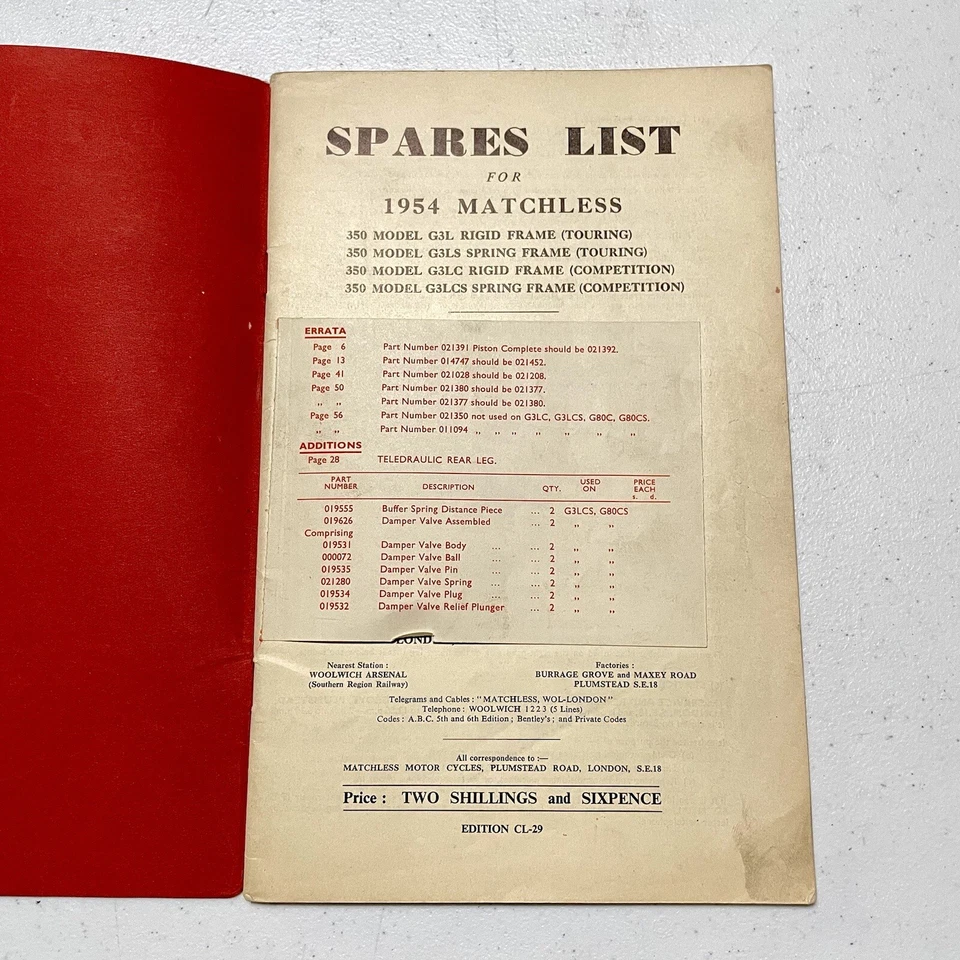 SPARES LIST
FOR
1954 MATCHLESS
350 MODEL G3L RIGID FRAME (TOURING)
350 MODEL G3LS SPRING FRAME (TOURING)
350 MODEL G3LC RIGID FRAME (COMPETITION)
350 MODEL G3LCS SPRING FRAME (COMPETITION)
ERRATA
Page 6 Part Number 021391 Piston Complete should be 021392.
Page 13 Part Number 014747 should be 021452.
Page 41 Part Number 021028 should be 021208.
Page 50 Part Number 021380 should be 021377.
„ „ Part Number 021377 should be 021380.
Page 56 Part Number 021350 not used on G3LC, G3LCS, G80C, G80CS.
„ „ Part Number 011094 „ „ „ „ „ „ „
ADDITIONS
Page 28 TELEDRAULIC REAR LEG.
PART NUMBER DESCRIPTION QTY. USED ON PRICE EACH
s. d.
019555 Buffer Spring Distance Piece ... 2 G3LCS, G80CS
019626 Damper Valve Assembled ... 2 „ „
Comprising
019531 Damper Valve Body ... ... 2 „ „
000072 Damper Valve Ball ... ... 2 „ „
019535 Damper Valve Pin ... ... 2 „ „
021280 Damper Valve Spring ... ... 2 „ „
019534 Damper Valve Plug ... ... 2 „ „
019532 Damper Valve Relief Plunger ... 2 „ „
Nearest Station :
WOOLWICH ARSENAL
(Southern Region Railway)
Factories :
BURRAGE GROVE and MAXEY ROAD
PLUMSTEAD S.E.18
Telegrams and Cables : "MATCHLESS, WOL-LONDON"
Telephone : WOOLWICH 1223 (5 Lines)
Codes : A.B.C. 5th and 6th Edition ; Bentley's ; and Private Codes
All correspondence to :—
MATCHLESS MOTOR CYCLES, PLUMSTEAD ROAD, LONDON, S.E.18
Price : TWO SHILLINGS and SIXPENCE
EDITION CL-29